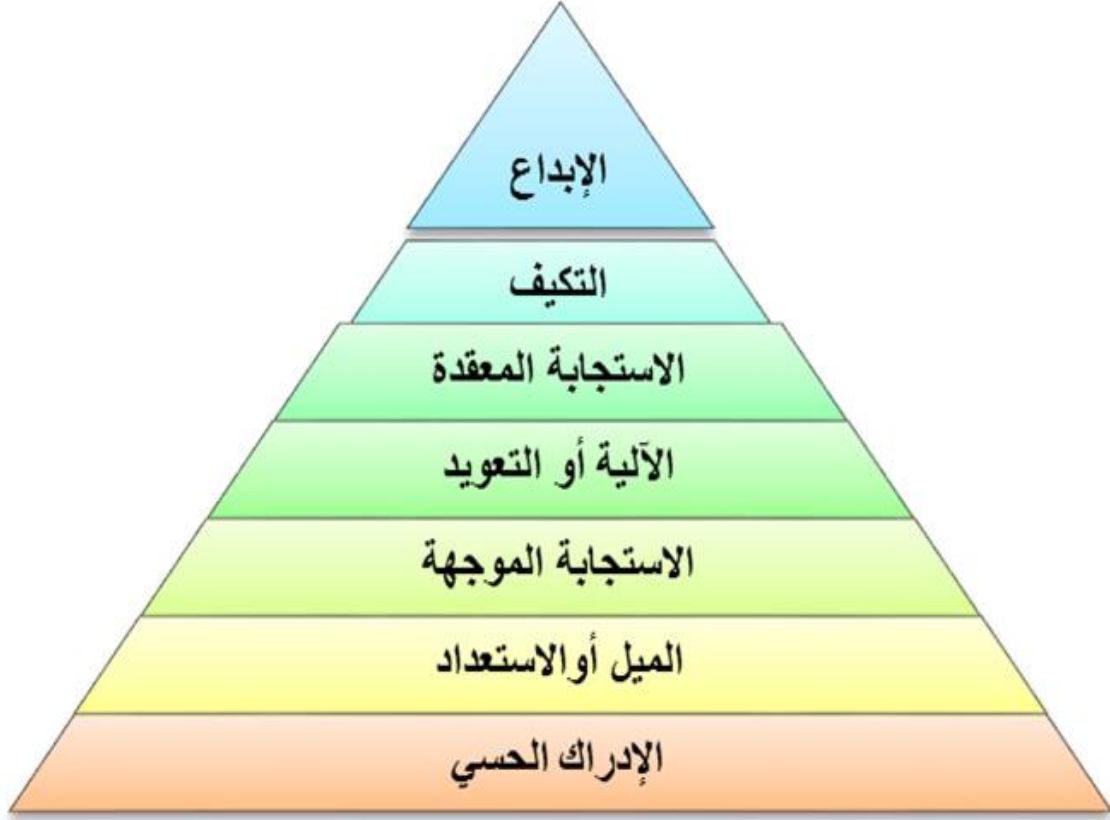 الإبداع
التكيف
الاستجابة المعقدة
الآلية أو التعويد
الاستجابة الموجهة
الميل أوالاستعداد
الإدراك الحسي